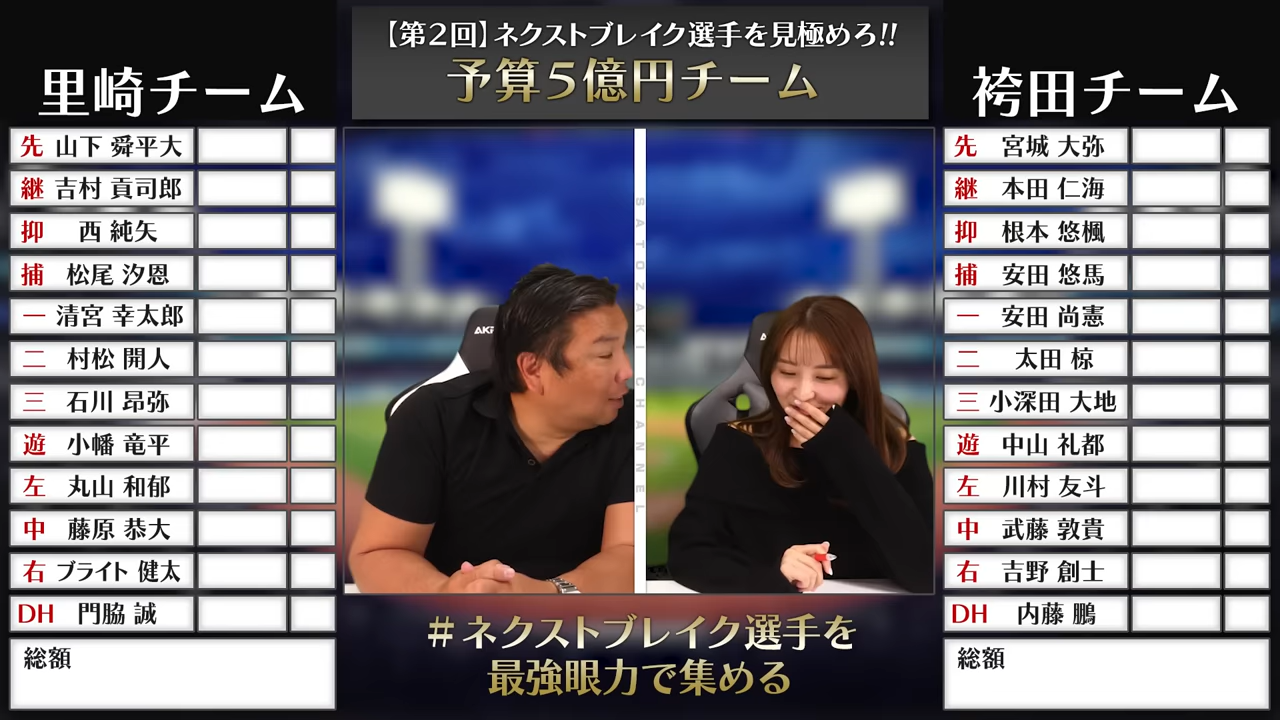 【第2回】ネクストブレイク選手を見極めろ!!
予算5億円チーム
里崎チーム
先 山下 舜平大
継 吉村 貢司郎
抑 西 純矢
捕 松尾 汐恩
一 清宮 幸太郎
二 村松 開人
三 石川 昂弥
遊 小幡 竜平
左 丸山 和郁
中 藤原 恭大
右 ブライト 健太
DH 門脇 誠
総額
AKR
SATOZAKI CHANNEL
袴田チーム
先 宮城 大弥
継 本田 仁海
抑 根本 悠楓
捕 安田 悠馬
一 安田 尚憲
二 太田 椋
三 小深田 大地
遊 中山 礼都
左 川村 友斗
中 武藤 敦貴
右 吉野 創士
DH 内藤 鵬
総額
#ネクストブレイク選手を
最強眼力で集める